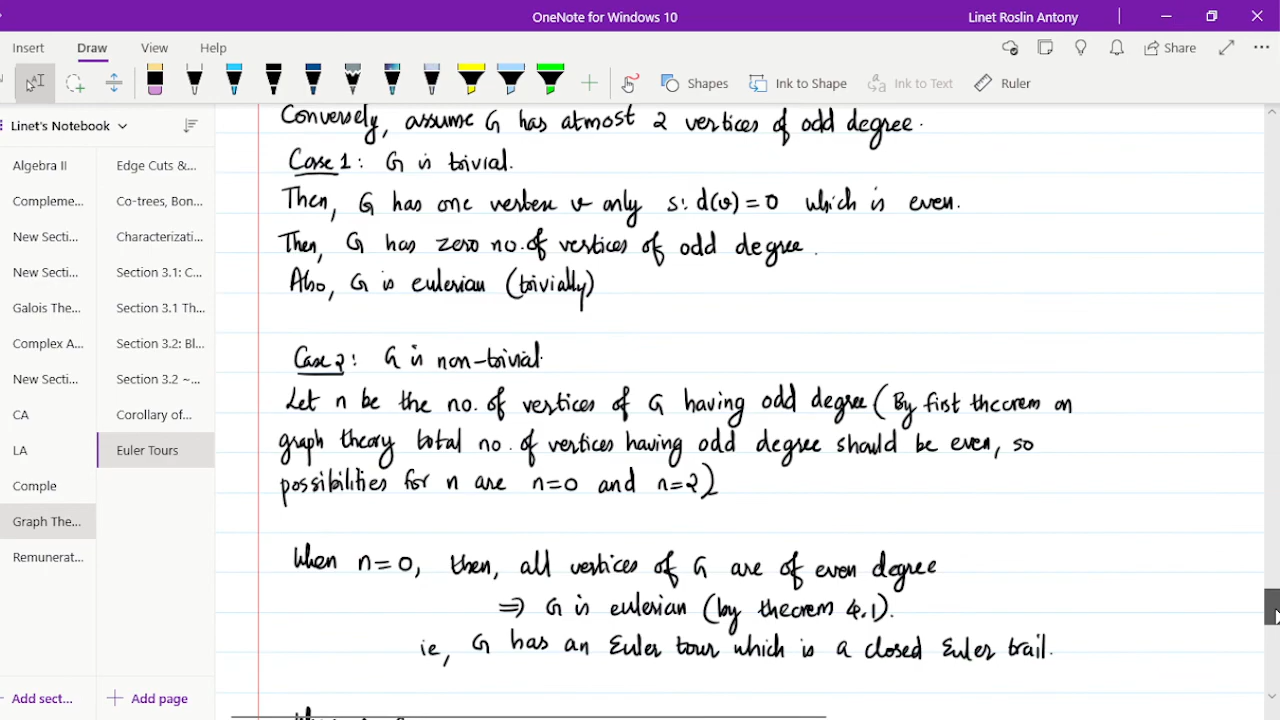 OneNote for Windows 10
Linet Roslin Antony
Insert
Draw
View
Help
Share
Shapes
Ink to Shape
Ink to Text
Ruler
Linet's Notebook
Algebra II
Compleme...
New Secti...
New Secti...
Galois The...
Complex A...
New Secti...
CA
LA
Comple
Graph The...
Remunerat...
Add sect...
Edge Cuts &...
Co-trees, Bon...
Characterizati...
Section 3.1: C...
Section 3.1 Th...
Section 3.2: Bl...
Section 3.2 ~...
Corollary of...
Euler Tours
Add page
Conversely, assume G has atmost 2 vertices of odd degree.
Case 1: G is trivial.
Then, G has one vertex v only s: d(v) = 0 which is even.
Then, G has zero no. of vertices of odd degree.
Also, G is eulerian (trivially)
Case 2: G is non-trivial.
Let n be the no. of vertices of G having odd degree (By fist theorem on
graph theory total no. of vertices having odd degree should be even, so
possibilities for n are n=0 and n=2)
When n=0, then, all vertices of G are of even degree
⇒ G is eulerian (by theorem 4.1).
ie, G has an Euler tour which is a closed Euler trail.